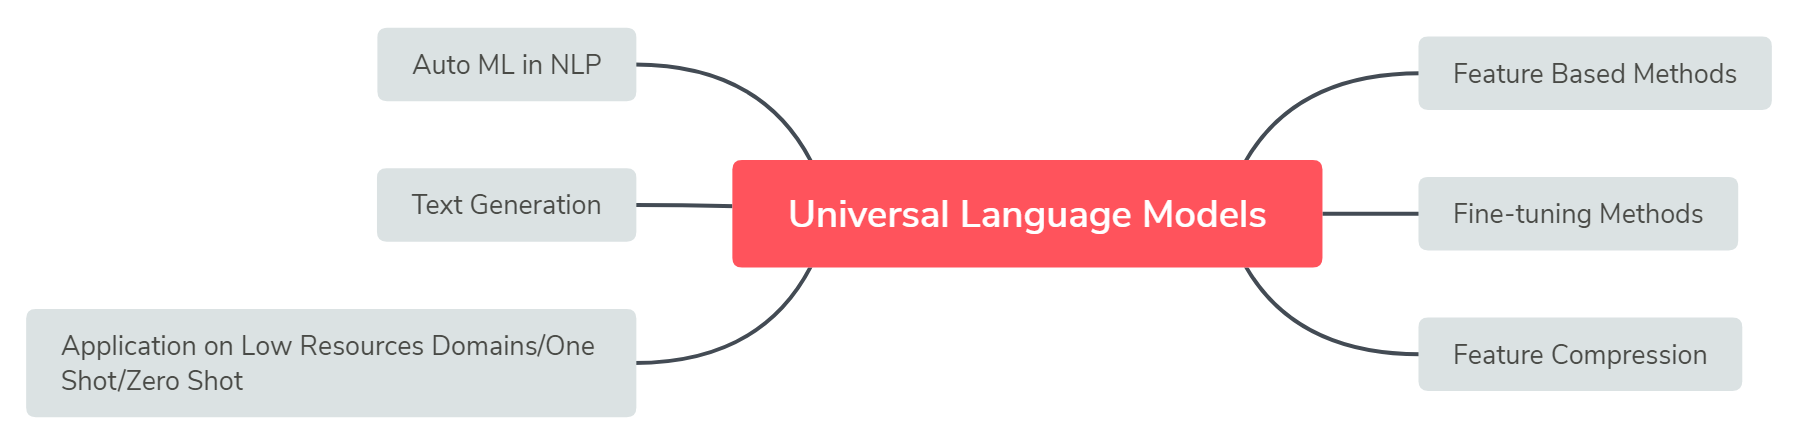 Auto ML in NLP
Text Generation
Application on Low Resources Domains/One
Shot/Zero Shot
Universal Language Models
Feature Based Methods
Fine-tuning Methods
Feature Compression